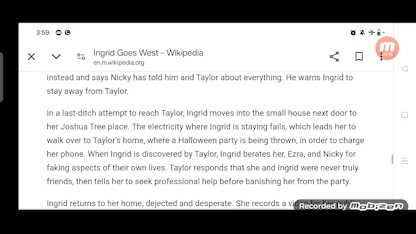 3:59
Ingrid Goes West - Wikipedia
en.m.wikipedia.org
instead and says Nicky has told him and Taylor about everything. He warns Ingrid to
stay away from Taylor.
In a last-ditch attempt to reach Taylor, Ingrid moves into the small house next door to
her Joshua Tree place. The electricity where Ingrid is staying fails, which leads her to
walk over to Taylor's home, where a Halloween party is being thrown, in order to charge
her phone. When Ingrid is discovered by Taylor, Ingrid berates her, Ezra, and Nicky for
faking aspects of their own lives. Taylor responds that she and Ingrid were never truly
friends, then tells her to seek professional help before banishing her from the party.
Ingrid returns to her home, dejected and desperate. She records a
Recorded by Mobizen